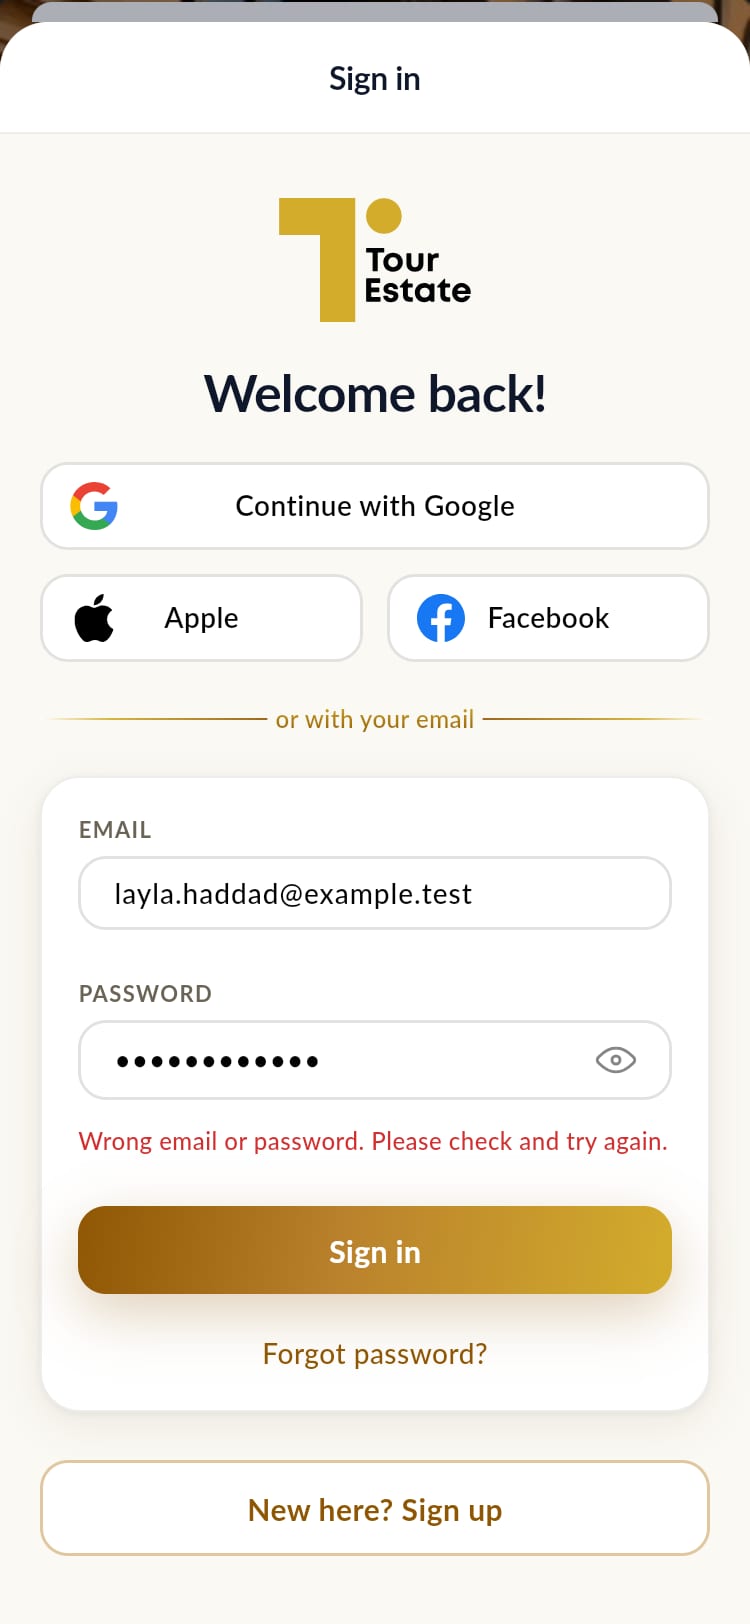 Sign in
Tour
Estate
Welcome back!
Continue with Google
Apple
Facebook
or with your email
EMAIL
layla.haddad@example.test
PASSWORD
••••••••••••
Wrong email or password. Please check and try again.
Sign in
Forgot password?
New here? Sign up